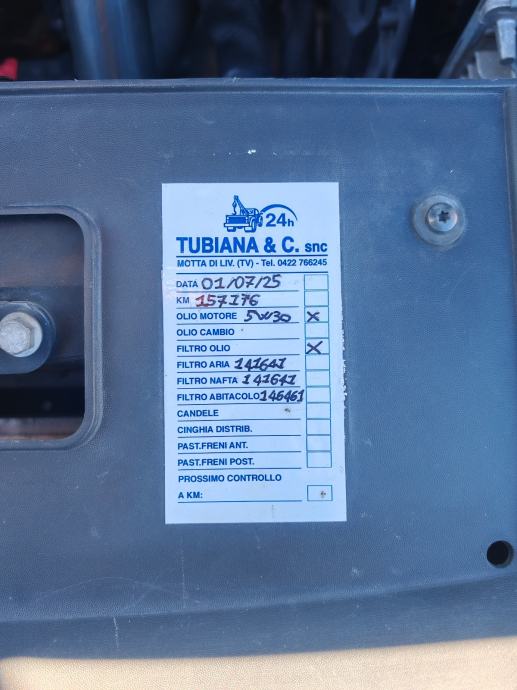 24h
TUBIANA & C. snc
MOTTA DI LIV. (TV) - Tel. 0422 766245
DATA 01/07/25
KM 157176
OLIO MOTORE 5W30 X
OLIO CAMBIO
FILTRO OLIO X
FILTRO ARIA 141641
FILTRO NAFTA 141641
FILTRO ABITACOLO 146461
CANDELE
CINGHIA DISTRIB.
PAST.FRENI ANT.
PAST.FRENI POST.
PROSSIMO CONTROLLO
A KM: